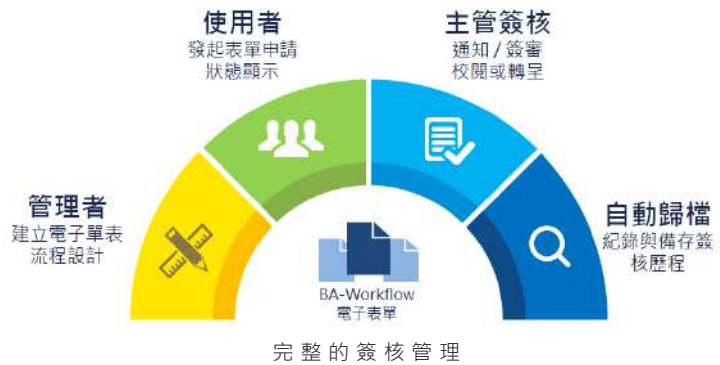 使用者
發起表單申請
狀態顯示
主管簽核
通知 / 簽審
校閱或轉呈
管理者
建立電子單表
流程設計
自動歸檔
紀錄與備存簽
核歷程
BA-Workflow
電子表單
完整的簽核管理